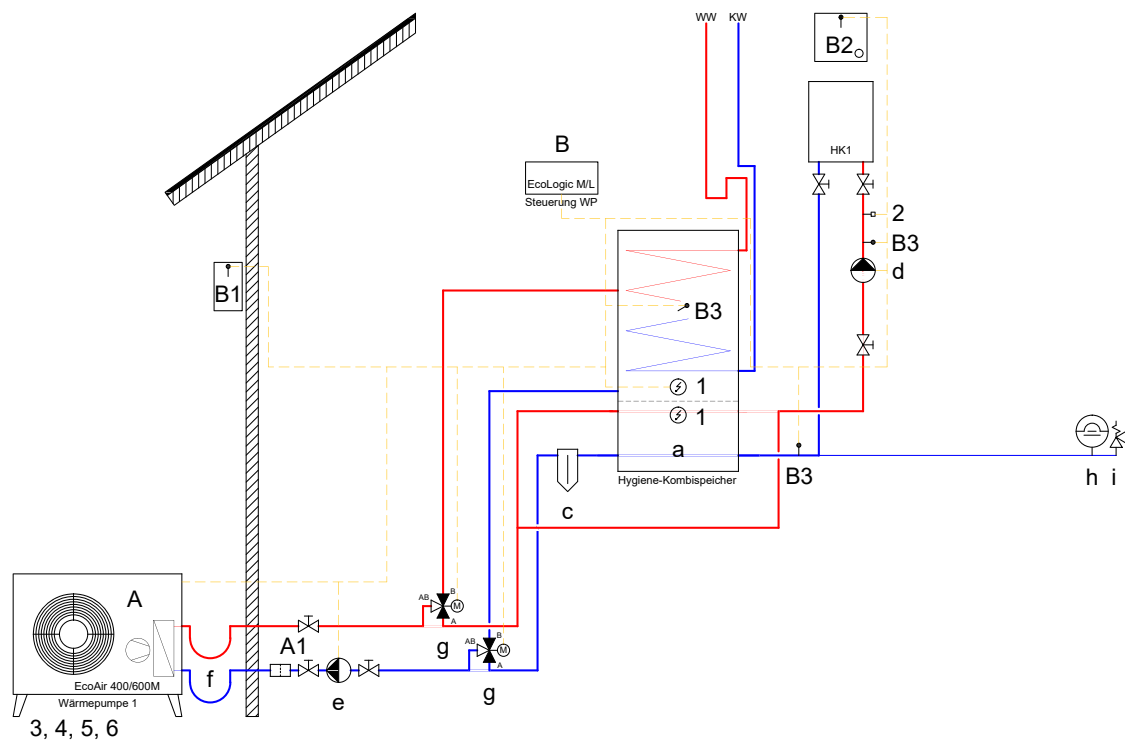 WW KW
B2
B
HK1
EcoLogic M/L
Steuerung WP
2
B3
d
B1
B3
1
1
a
Hygiene-Kombispeicher
B3
h i
c
A
AB
B
M
A
A1
g
AB
B
M
A
f
EcoAir 400/600M
Wärmepumpe 1
e
g
3, 4, 5, 6